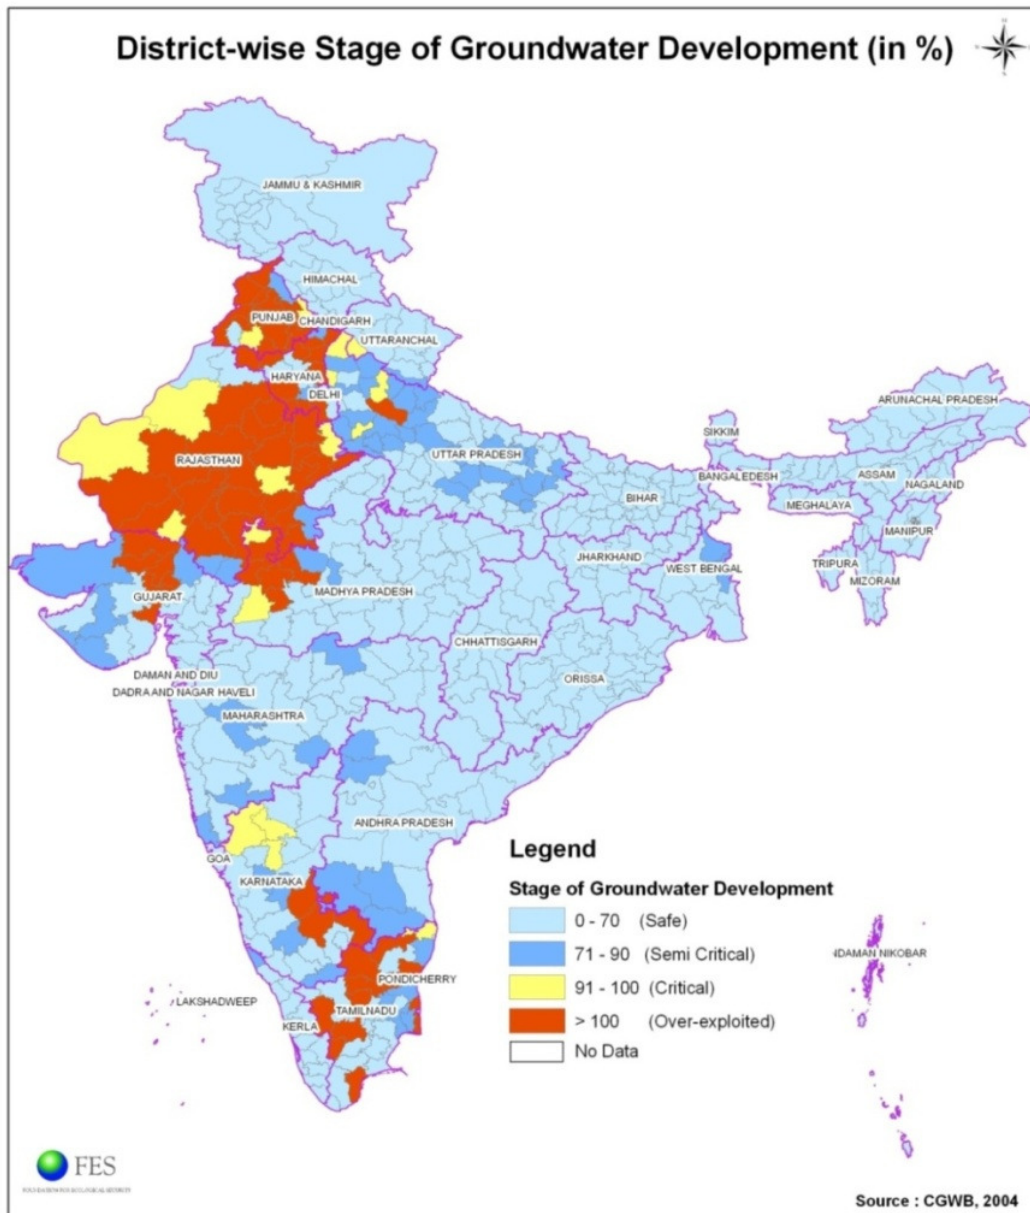 District-wise Stage of Groundwater Development (in %)
JAMMU & KASHMIR
HIMACHAL
PUNJAB
CHANDIGARH
UTTARANCHAL
HARYANA
DELHI
ARUNACHAL PRADESH
SIKKIM
RAJASTHAN
UTTAR PRADESH
BANGALEDESH
ASSAM
NAGALAND
BIHAR
MEGHALAYA
MANIPUR
JHARKHAND
TRIPURA
WEST BENGAL
MIZORAM
GUJARAT
MADHYA PRADESH
CHHATTISGARH
ORISSA
DAMAN AND DIU
DADRA AND NAGAR HAVELI
MAHARASHTRA
ANDHRA PRADESH
GOA
KARNATAKA
NDAMAN NIKOBAR
PONDICHERRY
LAKSHADWEEP
TAMILNADU
KERLA
Legend
Stage of Groundwater Development
0 - 70 (Safe)
71 - 90 (Semi Critical)
91 - 100 (Critical)
> 100 (Over-exploited)
No Data
FES
Source : CGWB, 2004